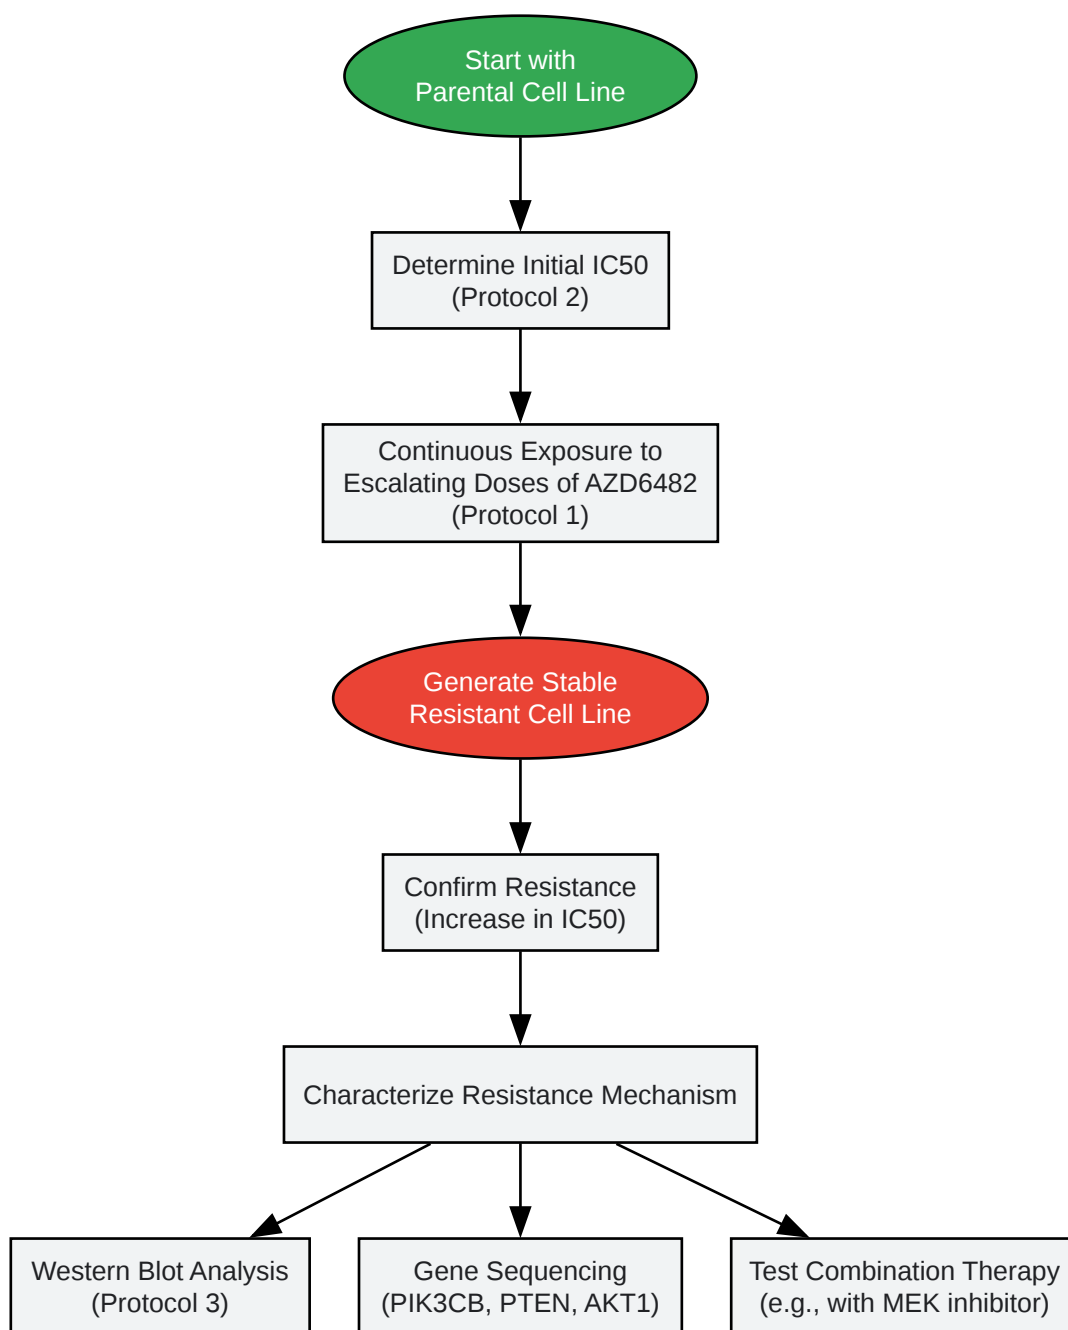 Start with
Parental Cell Line
Determine Initial IC50
(Protocol 2)
Continuous Exposure to
Escalating Doses of AZD6482
(Protocol 1)
Generate Stable
Resistant Cell Line
Confirm Resistance
(Increase in IC50)
Characterize Resistance Mechanism
Western Blot Analysis
(Protocol 3)
Gene Sequencing
(PIK3CB, PTEN, AKT1)
Test Combination Therapy
(e.g., with MEK inhibitor)